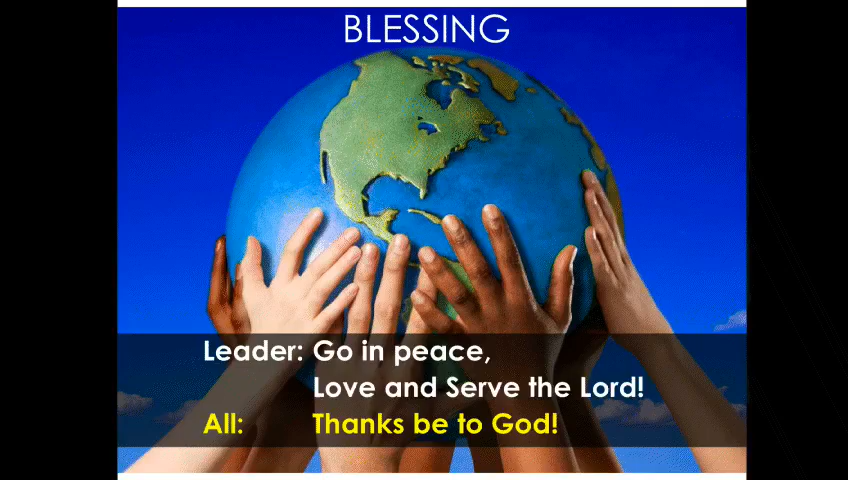 BLESSING
Leader: Go in peace,
Love and Serve the Lord!
All: Thanks be to God!